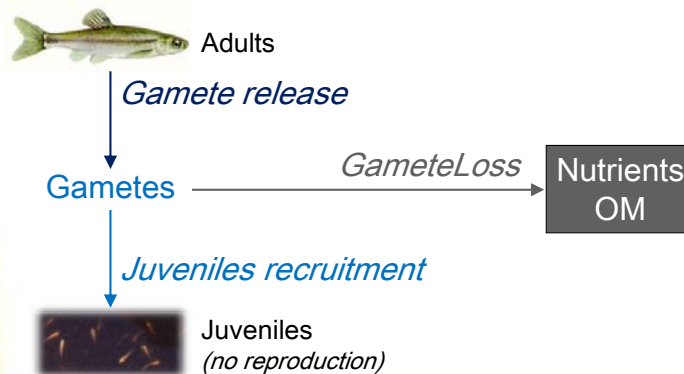 Adults
Gamete release
Gametes
GameteLoss
Nutrients
OM
Juveniles recruitment
Juveniles
(no reproduction)